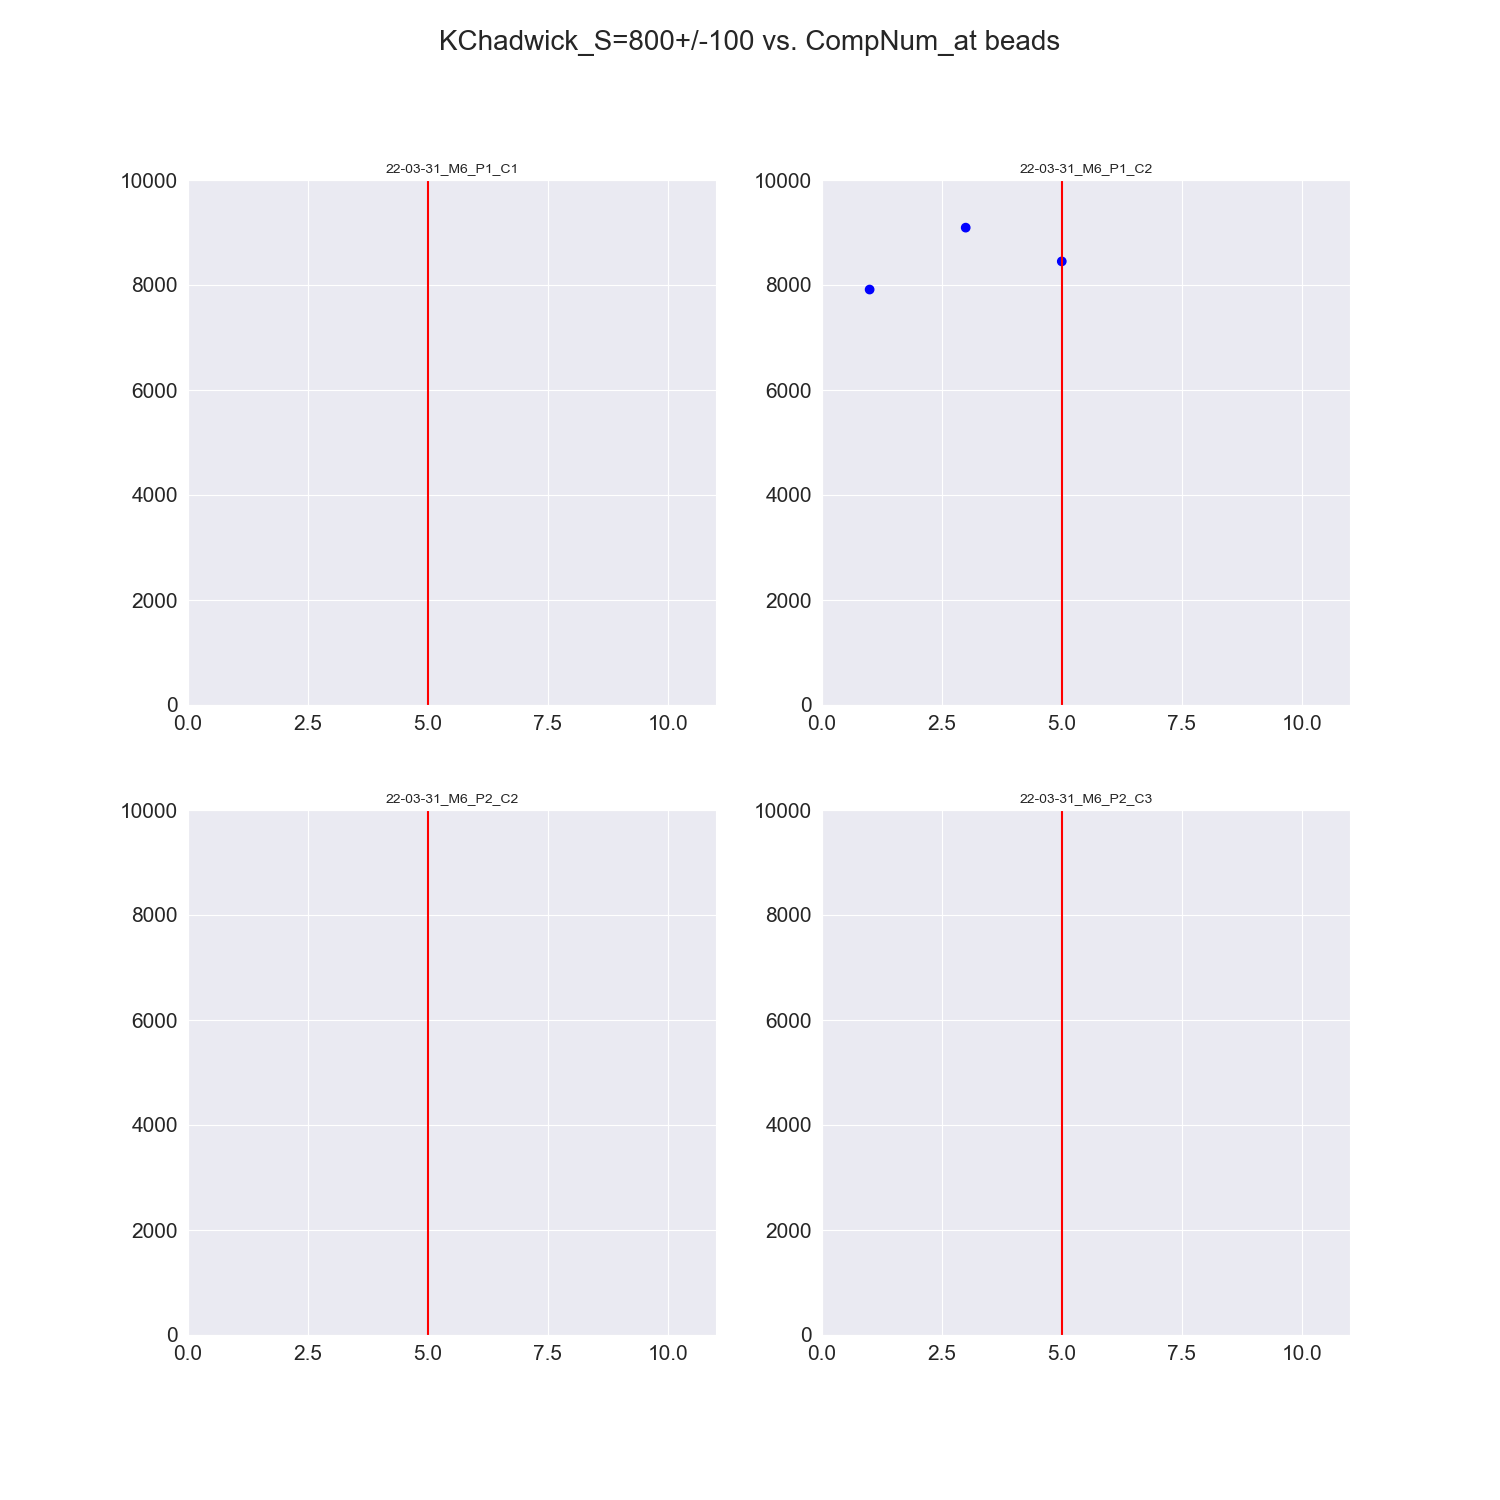 KChadwick_S=800+/-100 vs. CompNum_at beads
22-03-31_M6_P1_C1
10000
8000
6000
4000
2000
0
0.0 2.5 5.0 7.5 10.0
22-03-31_M6_P1_C2
10000
8000
6000
4000
2000
0
0.0 2.5 5.0 7.5 10.0
22-03-31_M6_P2_C2
10000
8000
6000
4000
2000
0
0.0 2.5 5.0 7.5 10.0
22-03-31_M6_P2_C3
10000
8000
6000
4000
2000
0
0.0 2.5 5.0 7.5 10.0